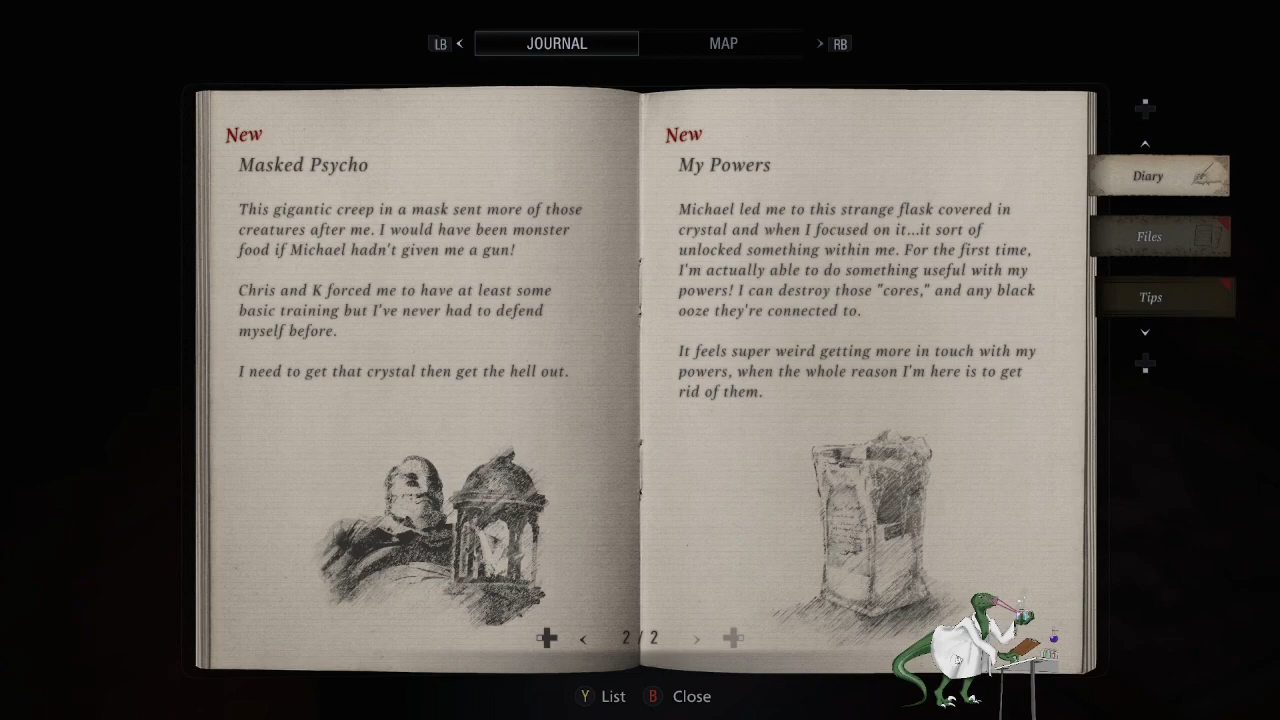 LB
JOURNAL
MAP
RB
New
Masked Psycho
This gigantic creep in a mask sent more of those
creatures after me. I would have been monster
food if Michael hadn't given me a gun!
Chris and K forced me to have at least some
basic training but I've never had to defend
myself before.
I need to get that crystal then get the hell out.
New
My Powers
Michael led me to this strange flask covered in
crystal and when I focused on it...it sort of
unlocked something within me. For the first time,
I'm actually able to do something useful with my
powers! I can destroy those "cores," and any black
ooze they're connected to.
It feels super weird getting more in touch with my
powers, when the whole reason I'm here is to get
rid of them.
Diary
Files
Tips
2 / 2
Y List B Close